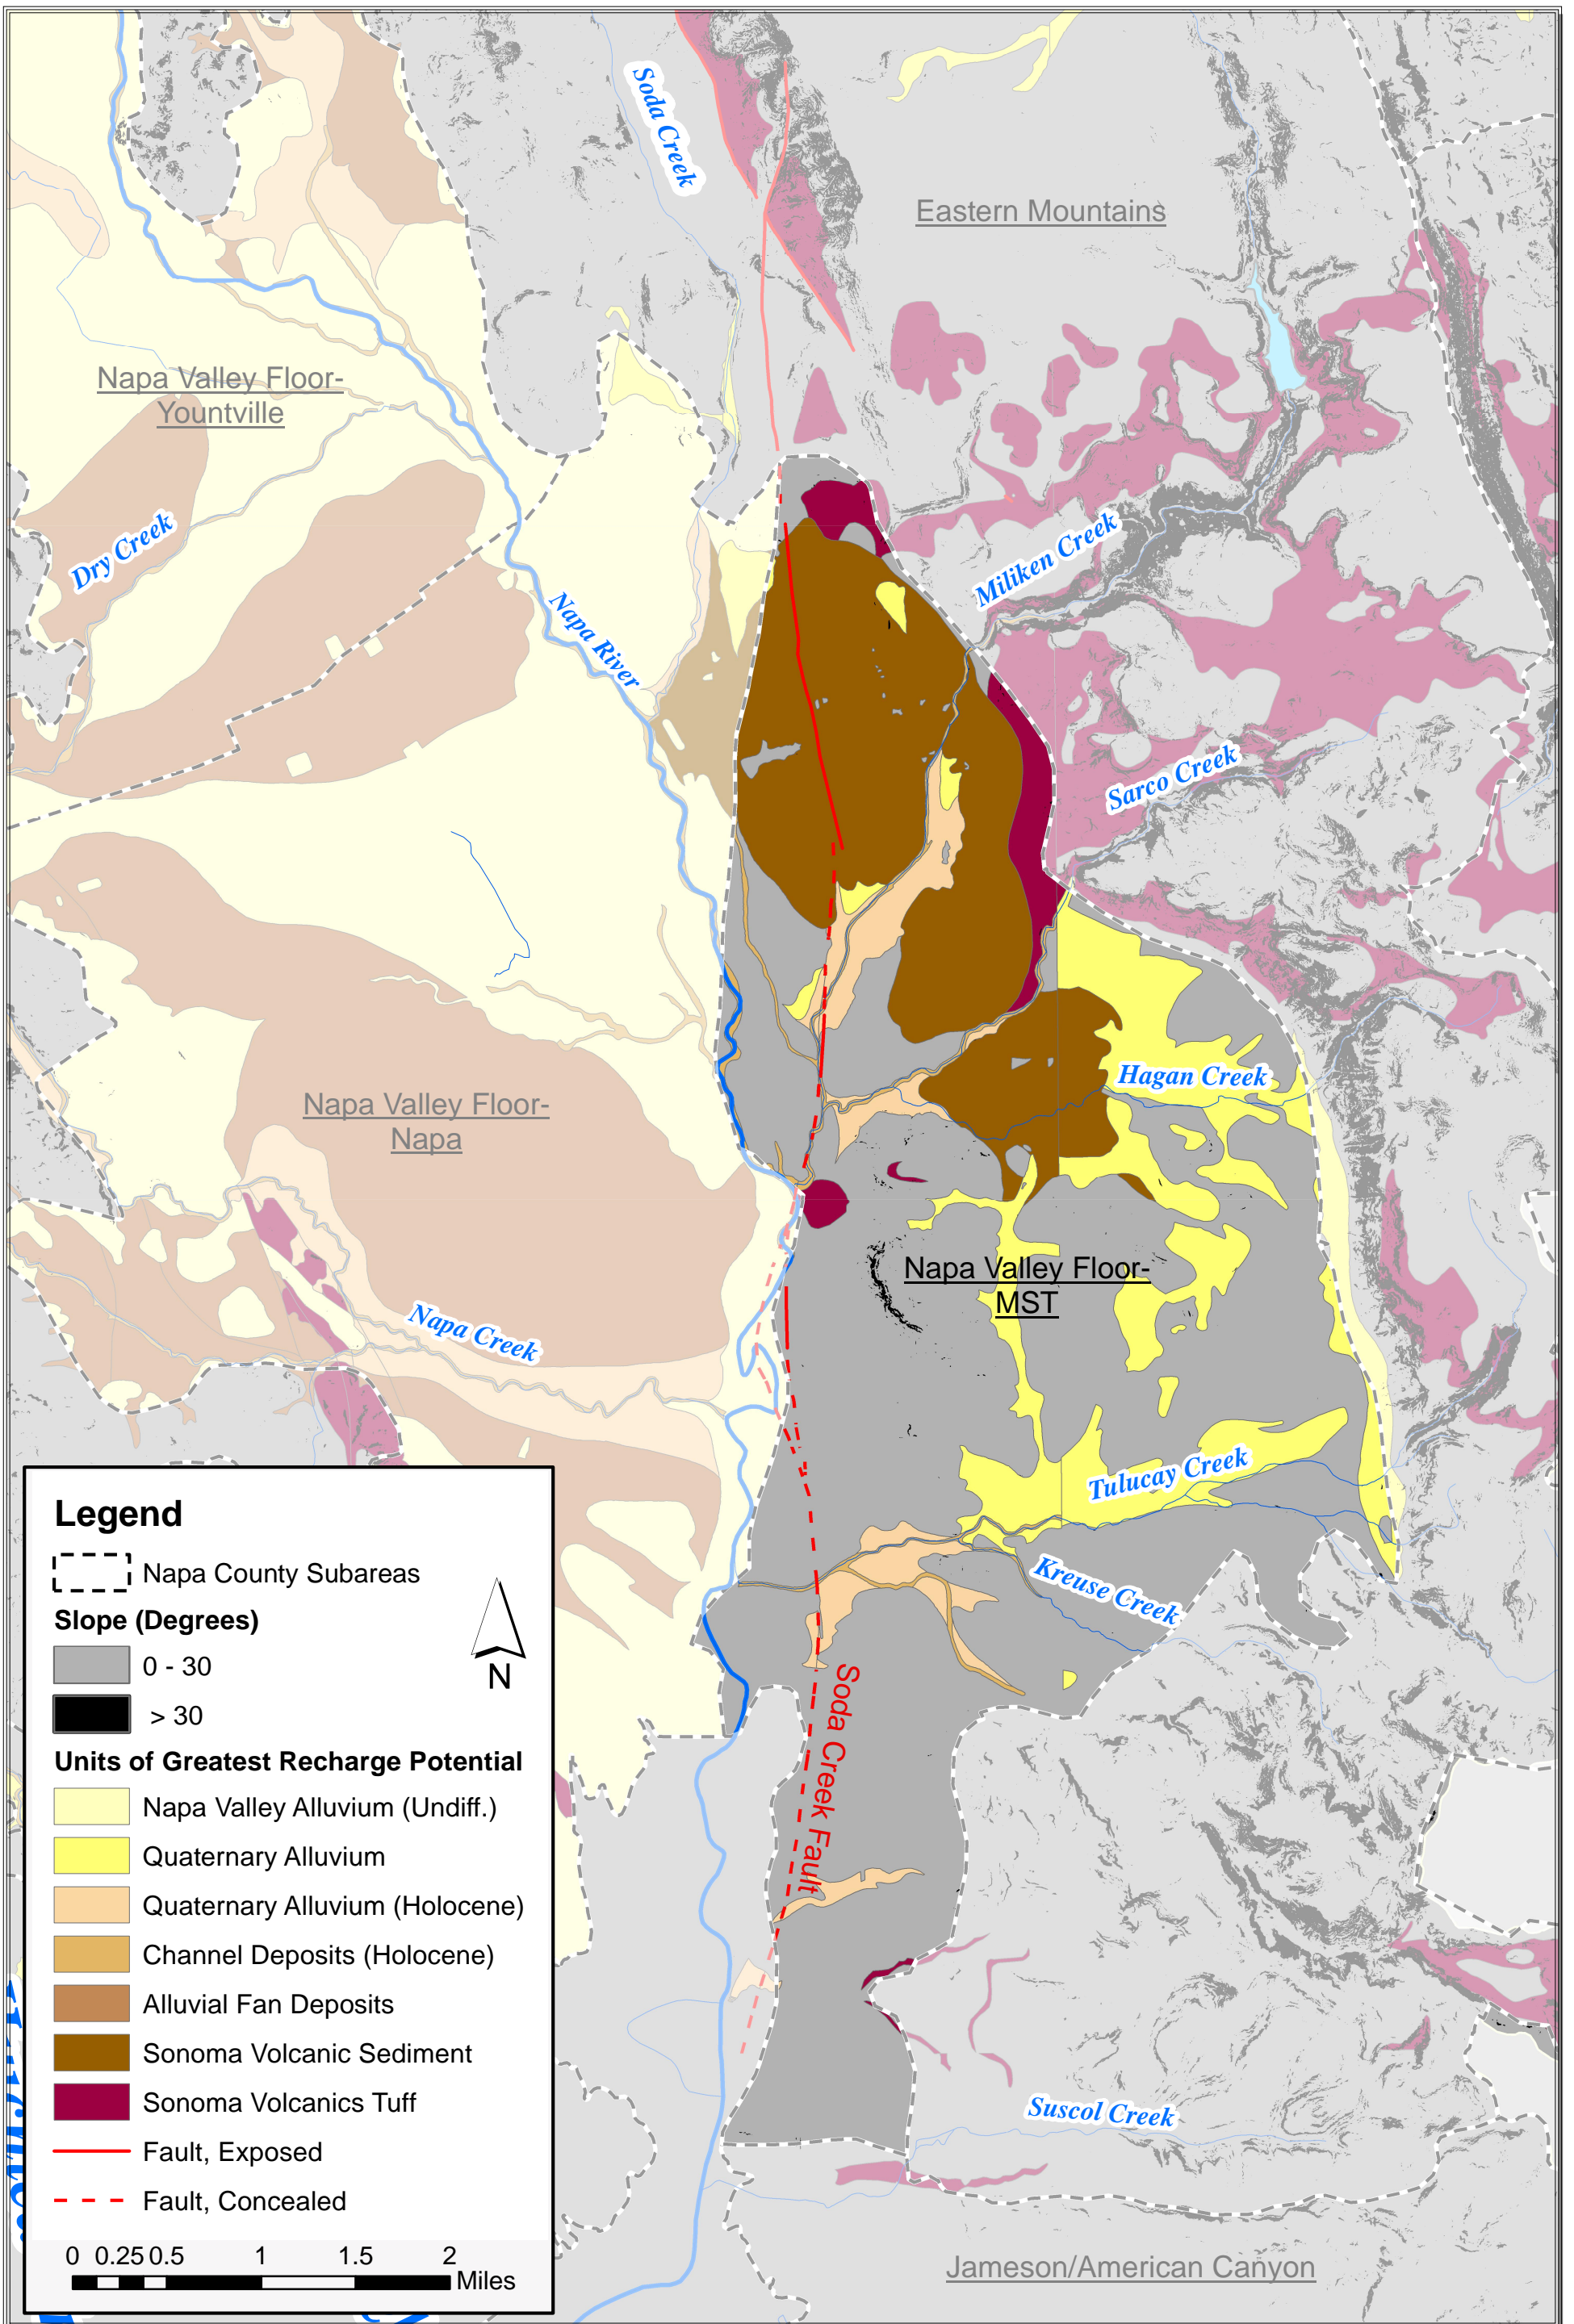 Soda Creek
Eastern Mountains
Napa Valley Floor-
Yountville
Dry Creek
Miliken Creek
Napa River
Sarco Creek
Hagan Creek
Napa Valley Floor-
Napa
Napa Valley Floor-
MST
Napa Creek
Tulucay Creek
Kreuse Creek
Soda Creek Fault
Suscol Creek
Jameson/American Canyon
Legend
Napa County Subareas
Slope (Degrees)
0 - 30
> 30
N
Units of Greatest Recharge Potential
Napa Valley Alluvium (Undiff.)
Quaternary Alluvium
Quaternary Alluvium (Holocene)
Channel Deposits (Holocene)
Alluvial Fan Deposits
Sonoma Volcanic Sediment
Sonoma Volcanics Tuff
Fault, Exposed
Fault, Concealed
0 0.25 0.5 1 1.5 2
Miles